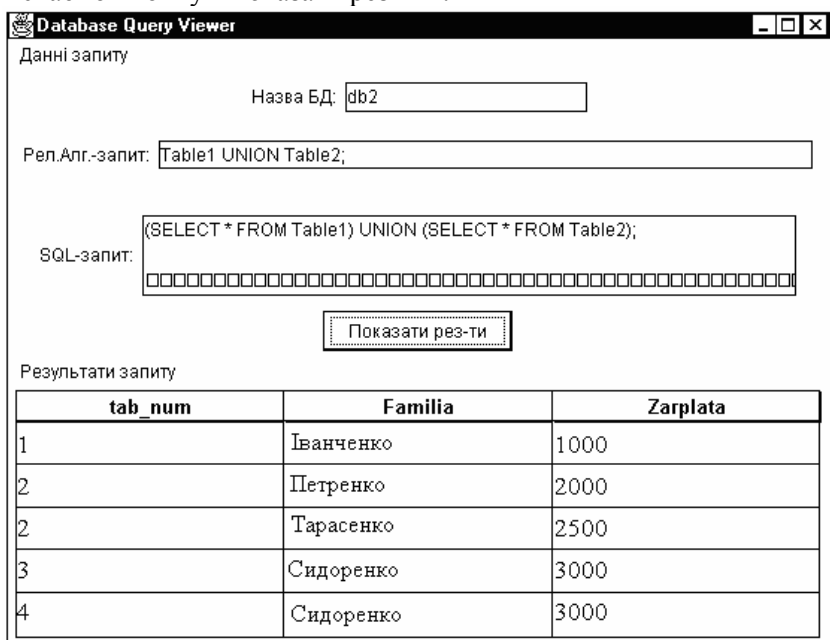 Database Query Viewer
Данні запиту
Назва БД: db2
Рел.Алг.-запит: Table1 UNION Table2;
SQL-запит: (SELECT * FROM Table1) UNION (SELECT * FROM Table2);
Показати рез-ти
Результати запиту
tab_num Familia Zarplata
1 Іванченко 1000
2 Петренко 2000
2 Тарасенко 2500
3 Сидоренко 3000
4 Сидоренко 3000